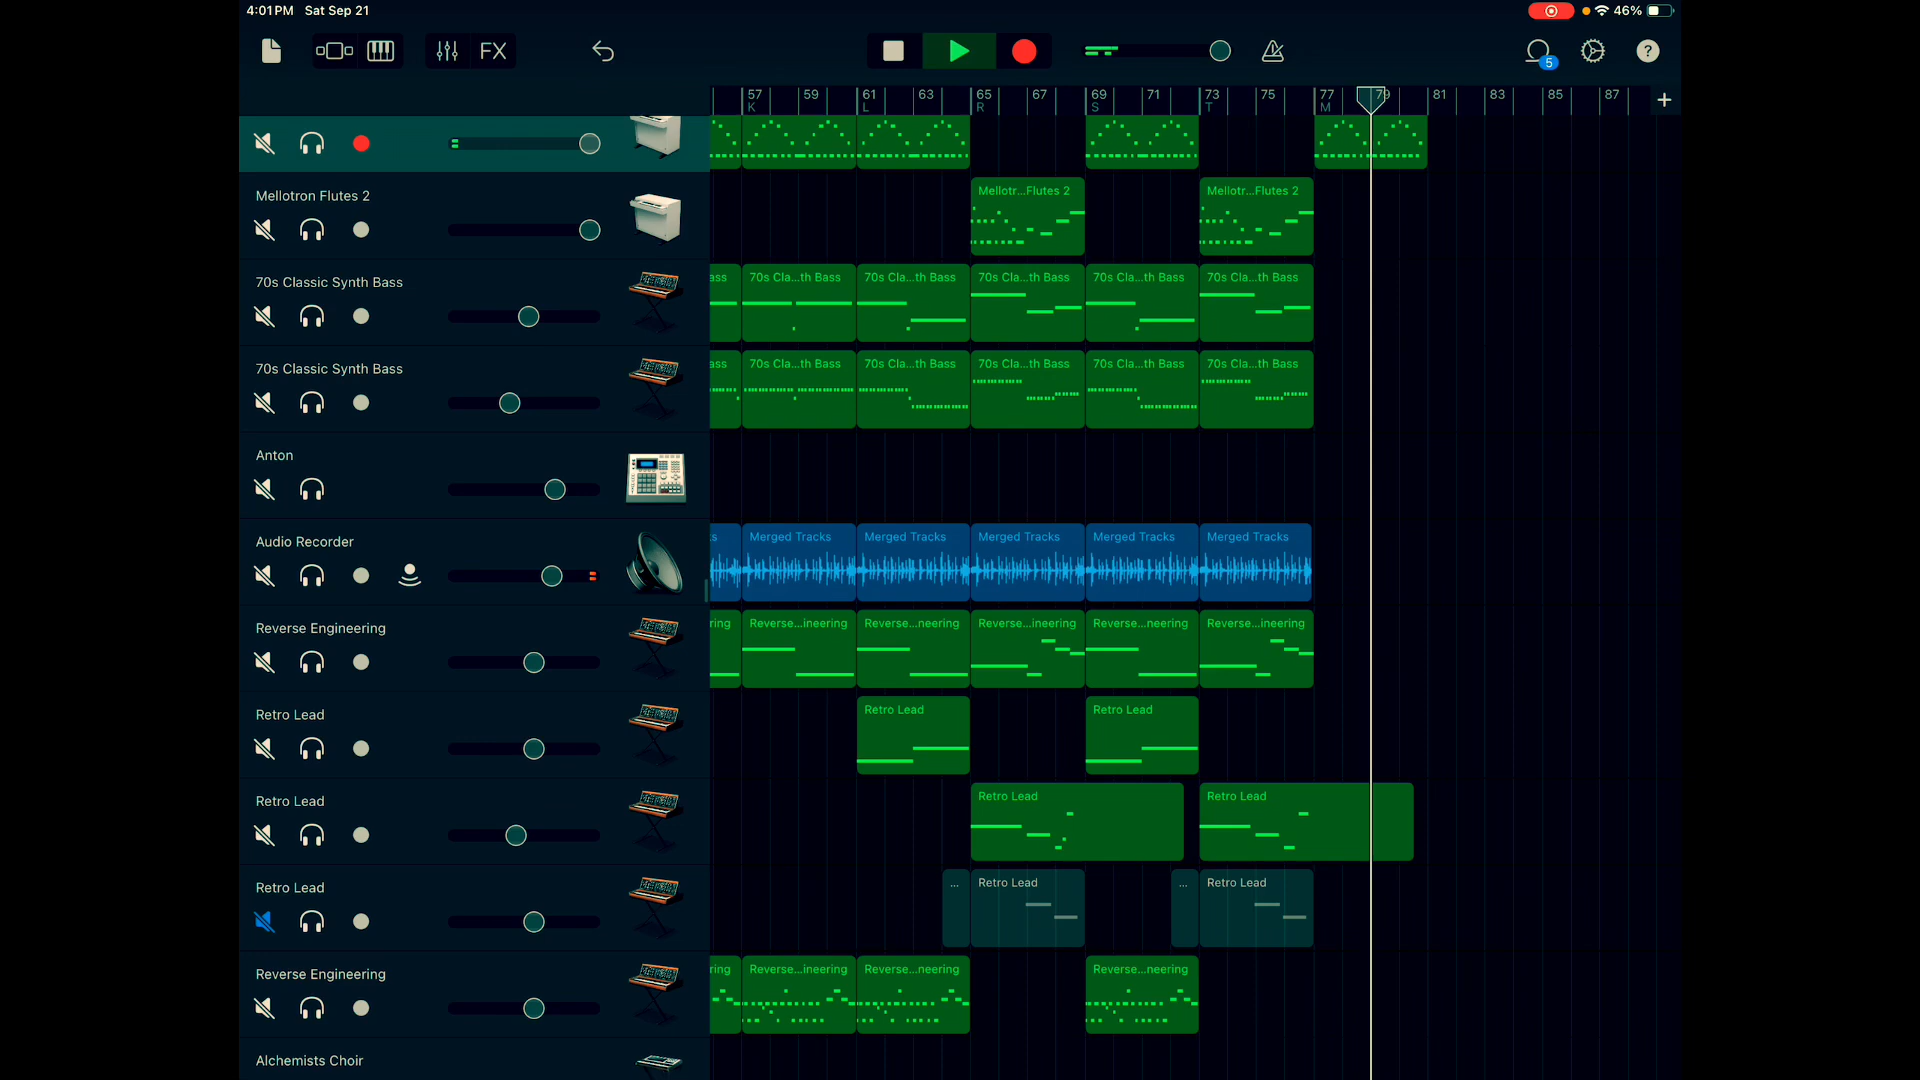 4:01PM Sat Sep 21
46%
FX
5
?
57 59 61 63 65 67 69 71 73 75 77 79 81 83 85 87 +
K L R S T M
Mellotron Flutes 2
Mellotr...Flutes 2
Mellotr...Flutes 2
70s Classic Synth Bass
ass
70s Cla...th Bass
70s Cla...th Bass
70s Cla...th Bass
70s Cla...th Bass
70s Cla...th Bass
70s Classic Synth Bass
ass
70s Cla...th Bass
70s Cla...th Bass
70s Cla...th Bass
70s Cla...th Bass
70s Cla...th Bass
Anton
Audio Recorder
ks
Merged Tracks
Merged Tracks
Merged Tracks
Merged Tracks
Merged Tracks
Reverse Engineering
ring
Reverse...ineering
Reverse...neering
Reverse...ineering
Reverse...neering
Reverse...ineering
Retro Lead
Retro Lead
Retro Lead
Retro Lead
Retro Lead
Retro Lead
Retro Lead
...
Retro Lead
...
Retro Lead
Reverse Engineering
ring
Reverse...ineering
Reverse...neering
Reverse...neering
Alchemists Choir